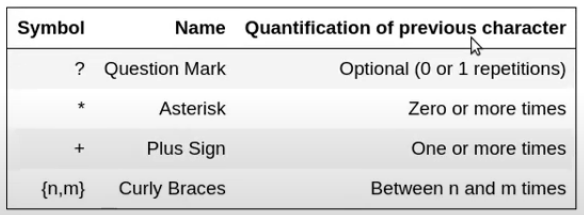 Symbol Name Quantification of previous character
? Question Mark Optional (0 or 1 repetitions)
* Asterisk Zero or more times
+ Plus Sign One or more times
{n,m} Curly Braces Between n and m times